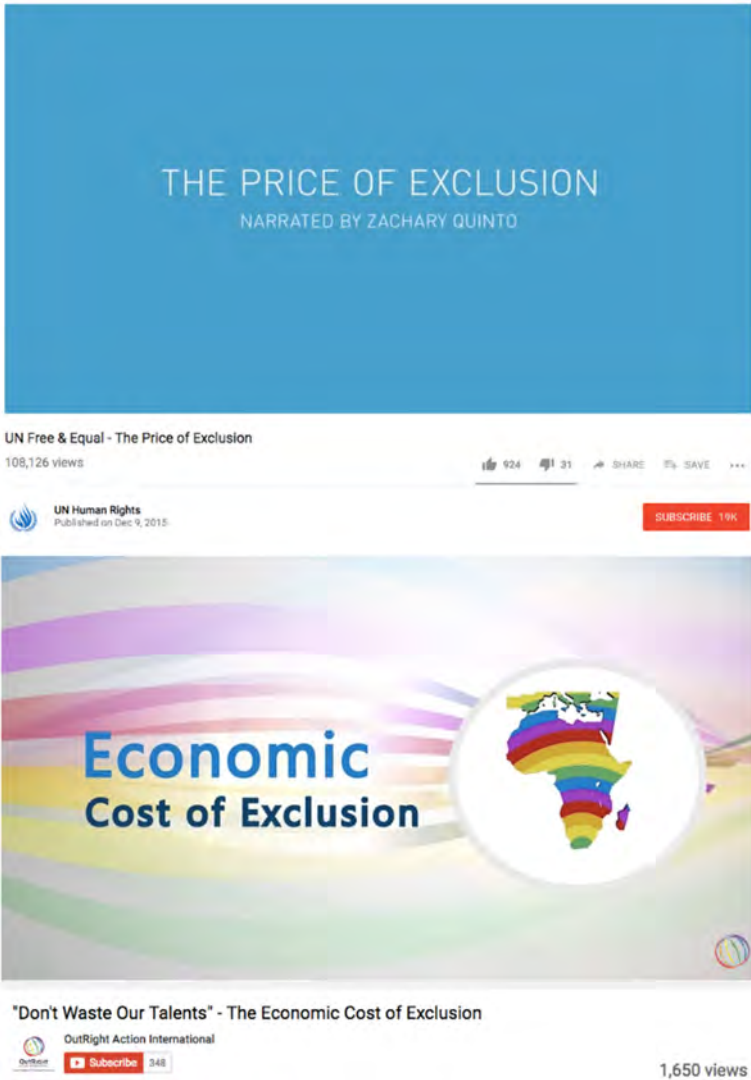 THE PRICE OF EXCLUSION
NARRATED BY ZACHARY QUINTO
UN Free & Equal - The Price of Exclusion
108,126 views
924 31 SHARE SAVE
UN Human Rights
Published on Dec 9, 2015
SUBSCRIBE 19K
Economic
Cost of Exclusion
"Don't Waste Our Talents" - The Economic Cost of Exclusion
OutRight Action International
OutRight
Subscribe 348
1,650 views